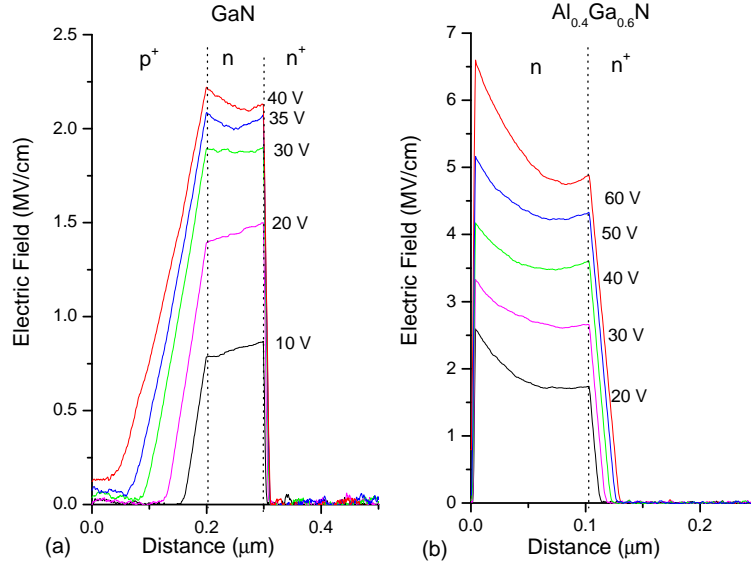 GaN
Electric Field (MV/cm)
2.5
2.0
1.5
1.0
0.5
0.0
p+
n
n+
40 V
35 V
30 V
20 V
10 V
0.0
0.2
0.4
(a)
Distance (μm)
Al0.4Ga0.6N
Electric Field (MV/cm)
7
6
5
4
3
2
1
0
n
n+
60 V
50 V
40 V
30 V
20 V
0.0
0.1
0.2
(b)
Distance (μm)